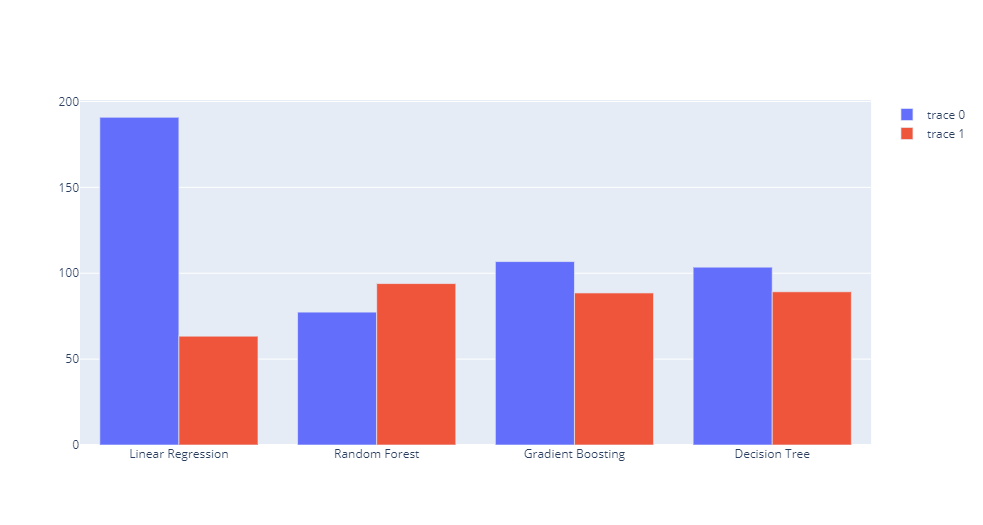 200
150
100
50
0
Linear Regression
Random Forest
Gradient Boosting
Decision Tree
trace 0
trace 1